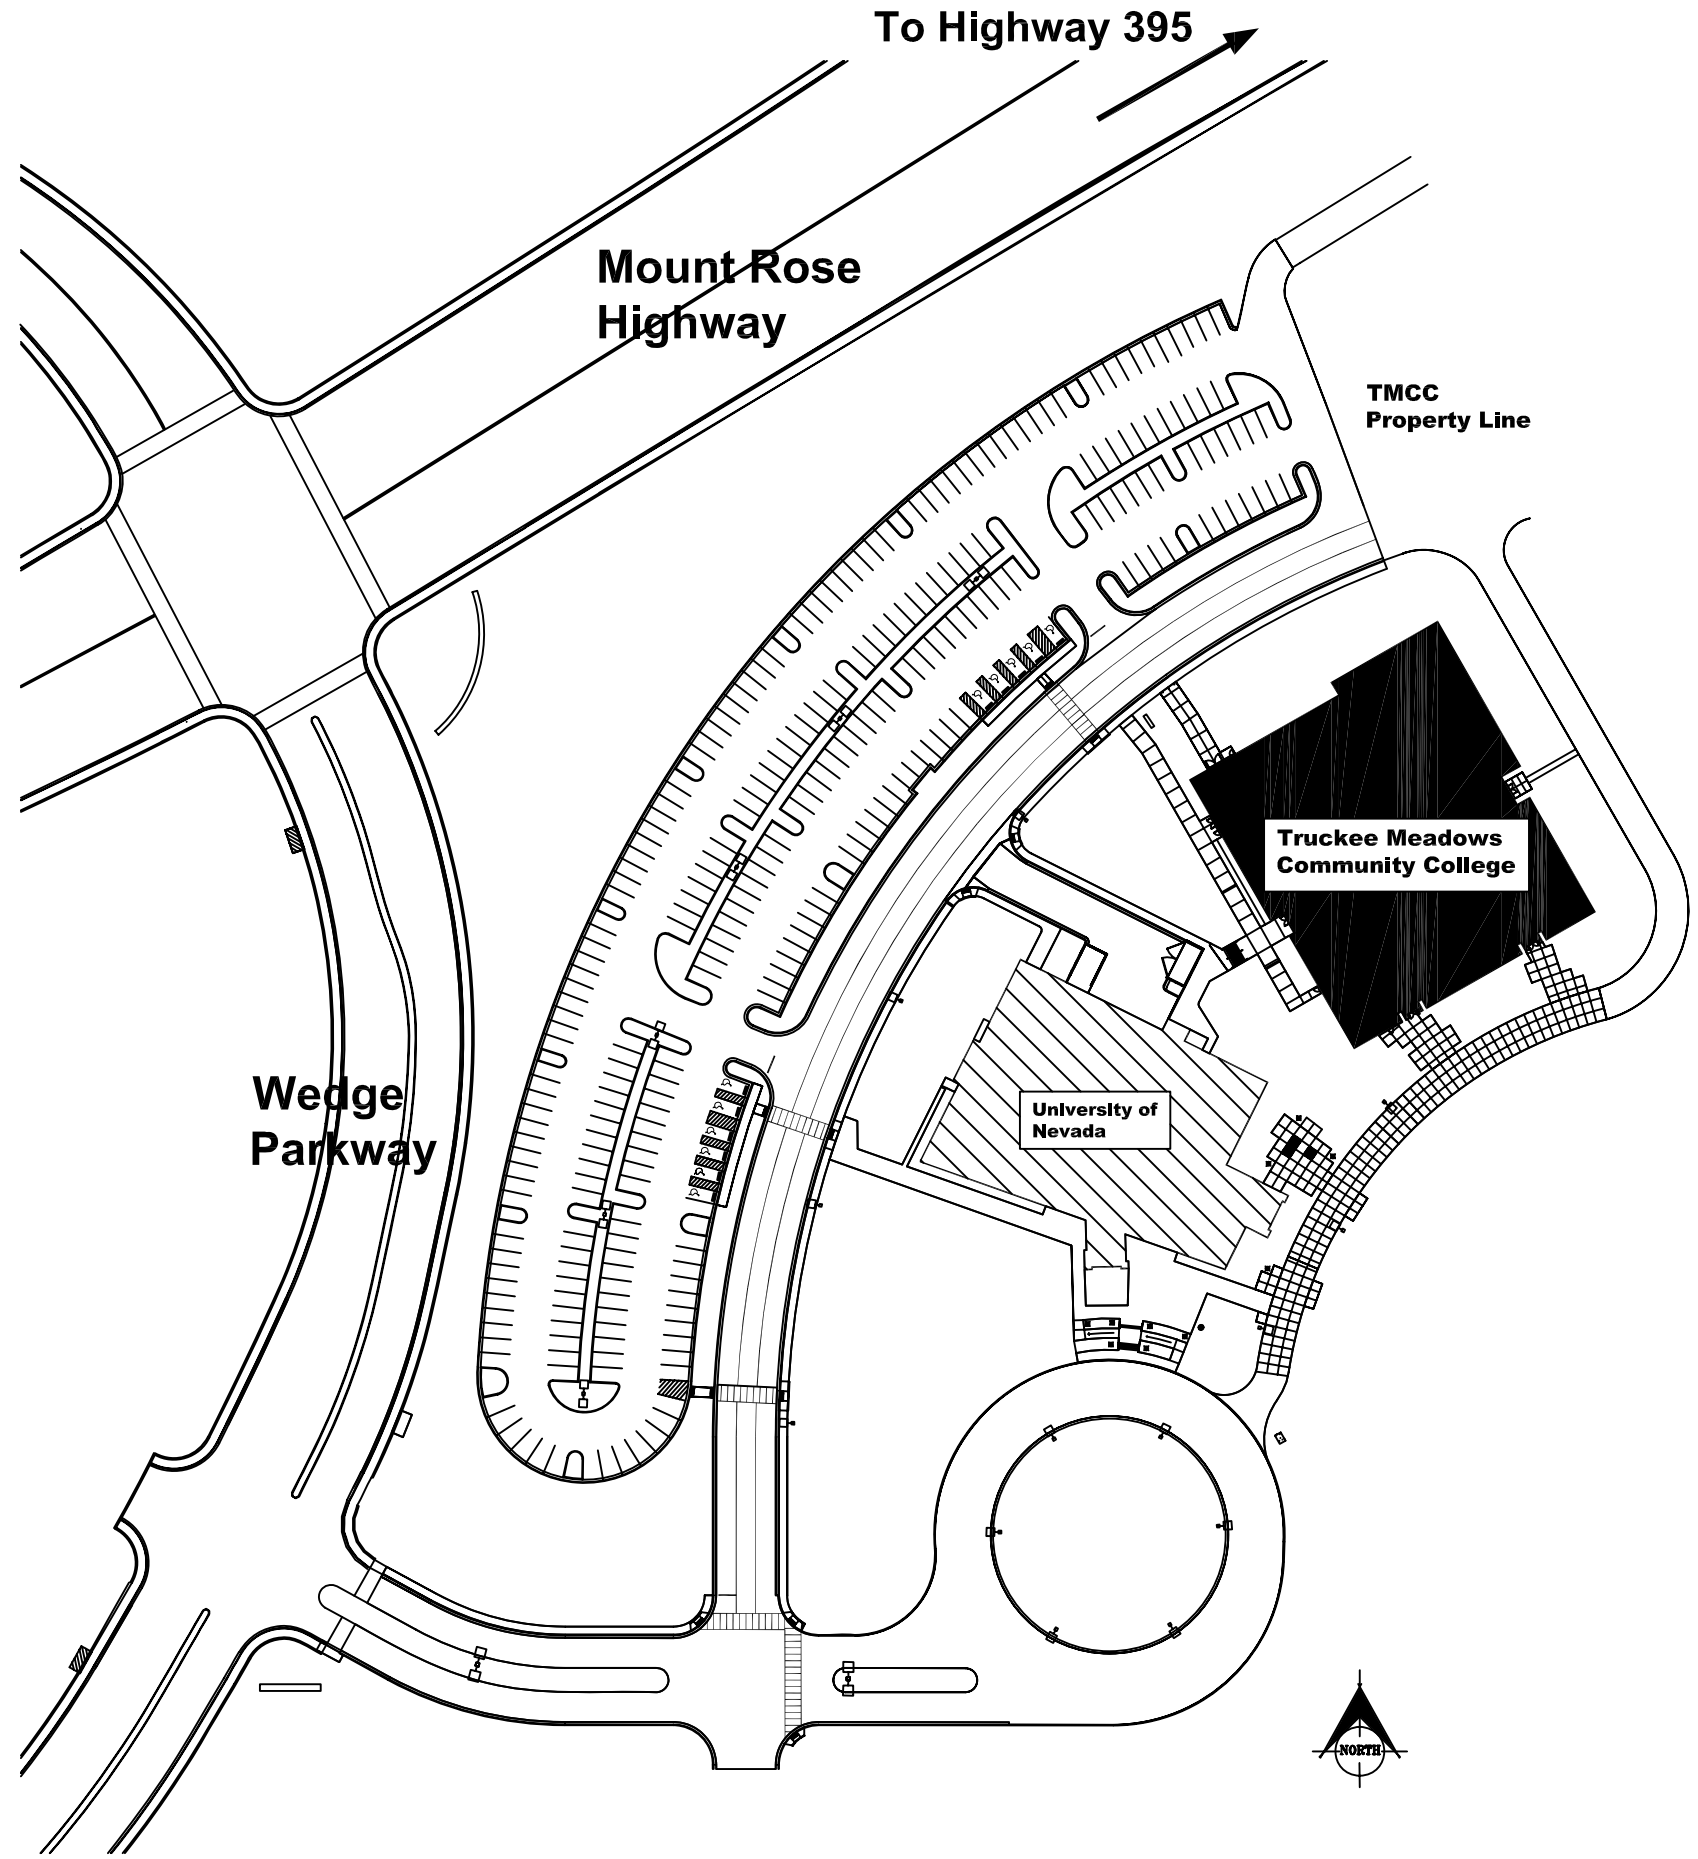 To Highway 395
Mount Rose
Highway
TMCC
Property Line
Truckee Meadows
Community College
Wedge
Parkway
University of
Nevada
NORTH